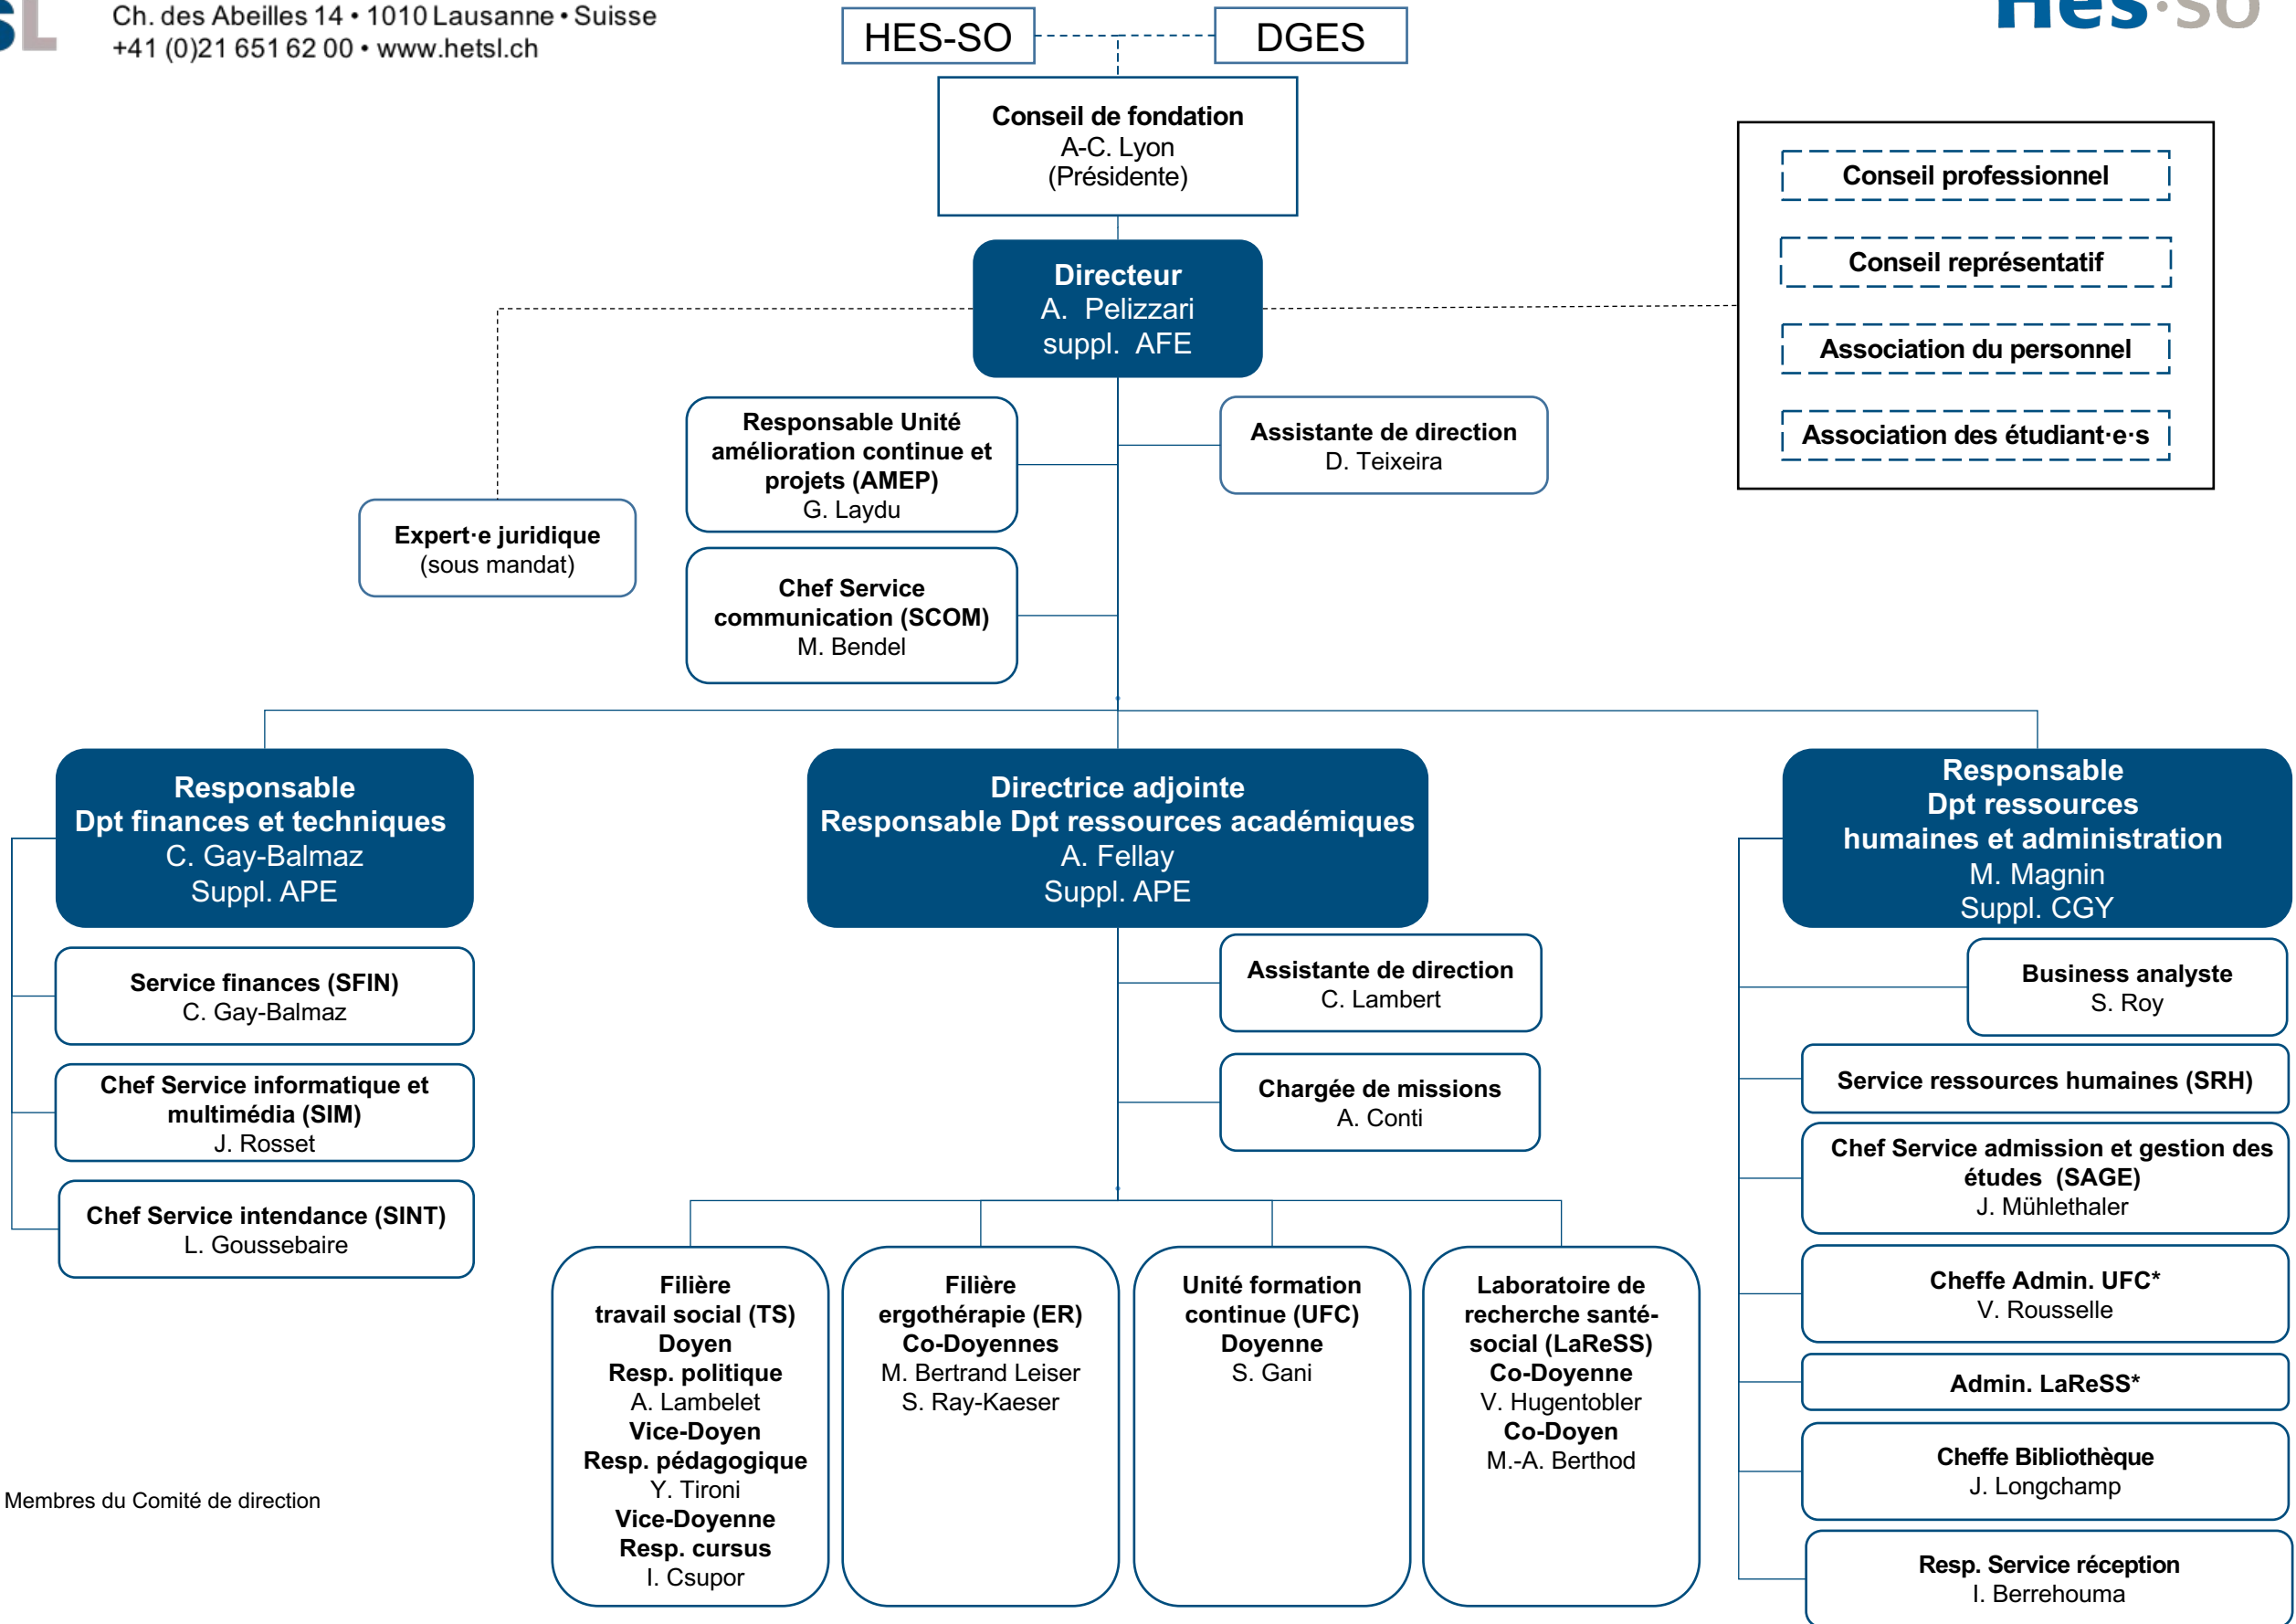 SL
Ch. des Abeilles 14 • 1010 Lausanne • Suisse
+41 (0)21 651 62 00 • www.hetsl.ch
Hes·so
HES-SO
DGES
Conseil de fondation
A-C. Lyon
(Présidente)
Conseil professionnel
Conseil représentatif
Association du personnel
Association des étudiant·e·s
Directeur
A. Pelizzari
suppl. AFE
Responsable Unité
amélioration continue et
projets (AMEP)
G. Laydu
Assistante de direction
D. Teixeira
Expert·e juridique
(sous mandat)
Chef Service
communication (SCOM)
M. Bendel
Responsable
Dpt finances et techniques
C. Gay-Balmaz
Suppl. APE
Directrice adjointe
Responsable Dpt ressources académiques
A. Fellay
Suppl. APE
Responsable
Dpt ressources
humaines et administration
M. Magnin
Suppl. CGY
Service finances (SFIN)
C. Gay-Balmaz
Chef Service informatique et
multimédia (SIM)
J. Rosset
Chef Service intendance (SINT)
L. Goussebaire
Assistante de direction
C. Lambert
Chargée de missions
A. Conti
Filière
travail social (TS)
Doyen
Resp. politique
A. Lambelet
Vice-Doyen
Resp. pédagogique
Y. Tironi
Vice-Doyenne
Resp. cursus
I. Csupor
Filière
ergothérapie (ER)
Co-Doyennes
M. Bertrand Leiser
S. Ray-Kaeser
Unité formation
continue (UFC)
Doyenne
S. Gani
Laboratoire de
recherche santé-
social (LaReSS)
Co-Doyenne
V. Hugentobler
Co-Doyen
M.-A. Berthod
Business analyste
S. Roy
Service ressources humaines (SRH)
Chef Service admission et gestion des
études (SAGE)
J. Mühlethaler
Cheffe Admin. UFC*
V. Rousselle
Admin. LaReSS*
Cheffe Bibliothèque
J. Longchamp
Resp. Service réception
I. Berrehouma
Membres du Comité de direction